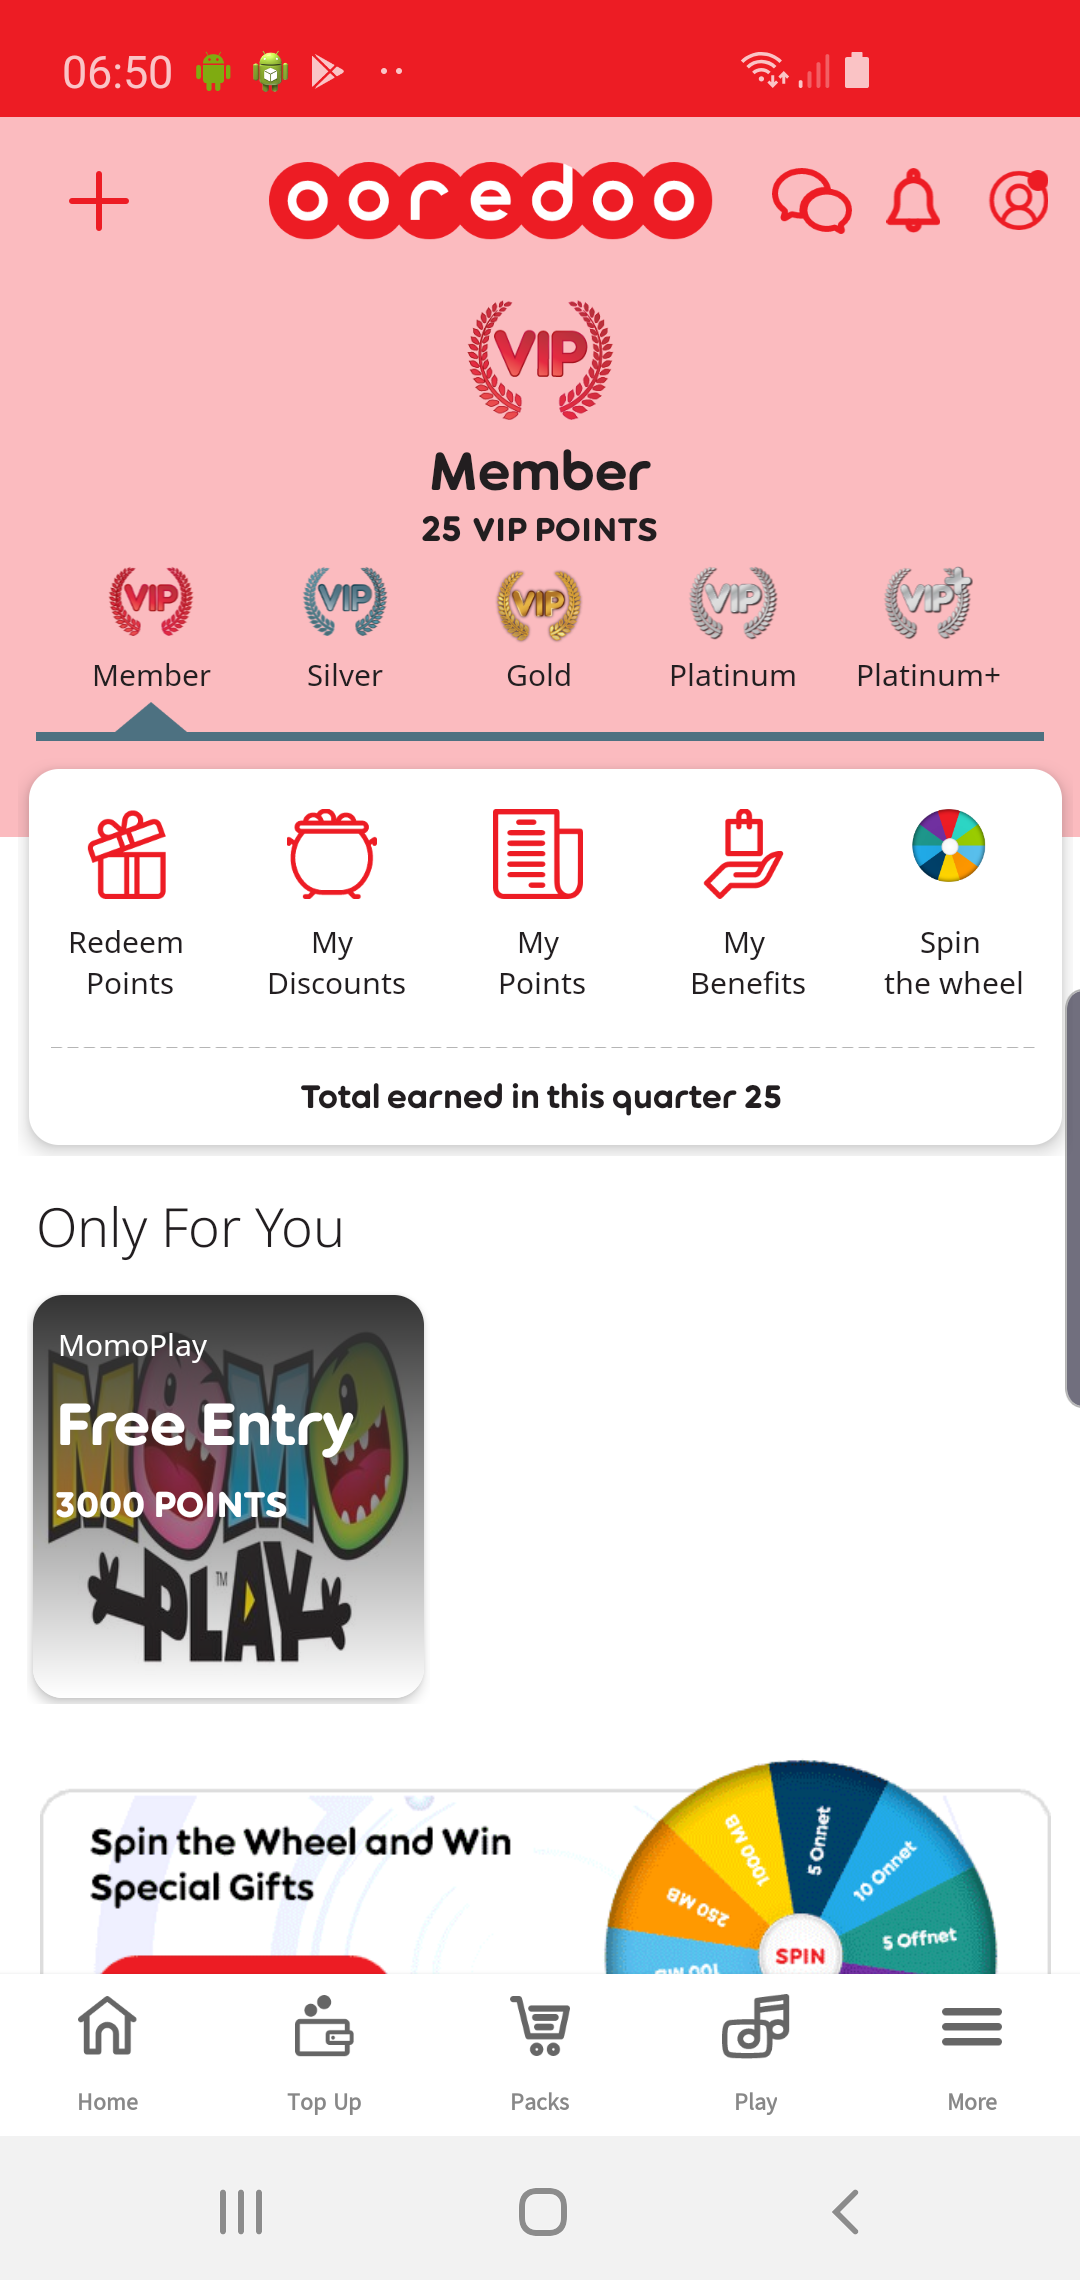 06:50
ooredoo
VIP
Member
25 VIP POINTS
VIP VIP VIP VIP VIP+
Member Silver Gold Platinum Platinum+
Redeem Points
My Discounts
My Points
My Benefits
Spin the wheel
Total earned in this quarter 25
Only For You
MomoPlay
Free Entry
3000 POINTS
MOMO
PLAY
TM
Spin the Wheel and Win
Special Gifts
100 MB
250 MB
1000 MB
5 Onnet
10 Onnet
5 Offnet
SPIN
Home Top Up Packs Play More